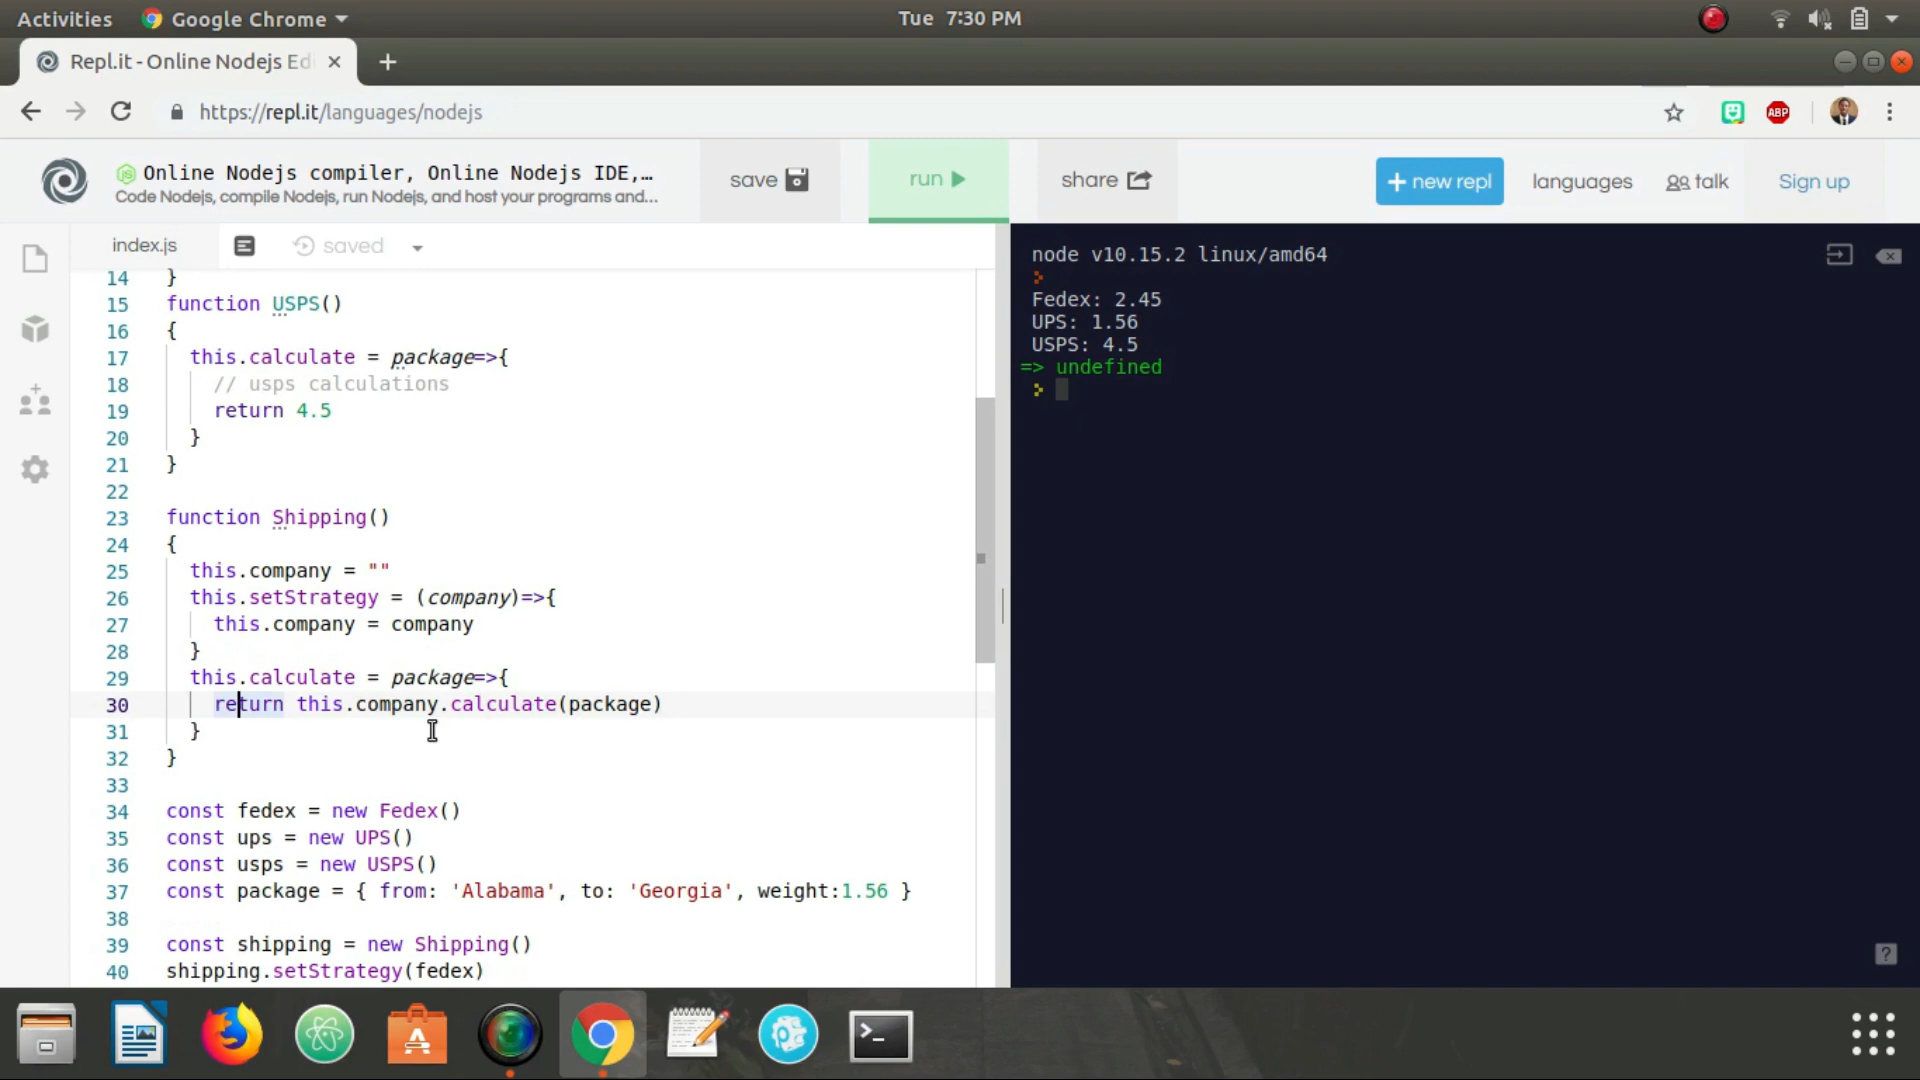 Activities Google Chrome Tue 7:30 PM
Repl.it - Online Nodejs Ed
https://repl.it/languages/nodejs
ABP
Online Nodejs compiler, Online Nodejs IDE,...
Code Nodejs, compile Nodejs, run Nodejs, and host your programs and...
save
run
share
+ new repl
languages
talk
Sign up
index.js
saved
14 }
15 function USPS()
16 {
17 this.calculate = package=>{
18 // usps calculations
19 return 4.5
20 }
21 }
22
23 function Shipping()
24 {
25 this.company = ""
26 this.setStrategy = (company)=>{
27 this.company = company
28 }
29 this.calculate = package=>{
30 return this.company.calculate(package)
31 }
32 }
33
34 const fedex = new Fedex()
35 const ups = new UPS()
36 const usps = new USPS()
37 const package = { from: 'Alabama', to: 'Georgia', weight:1.56 }
38
39 const shipping = new Shipping()
40 shipping.setStrategy(fedex)
node v10.15.2 linux/amd64
Fedex: 2.45
UPS: 1.56
USPS: 4.5
=> undefined
?